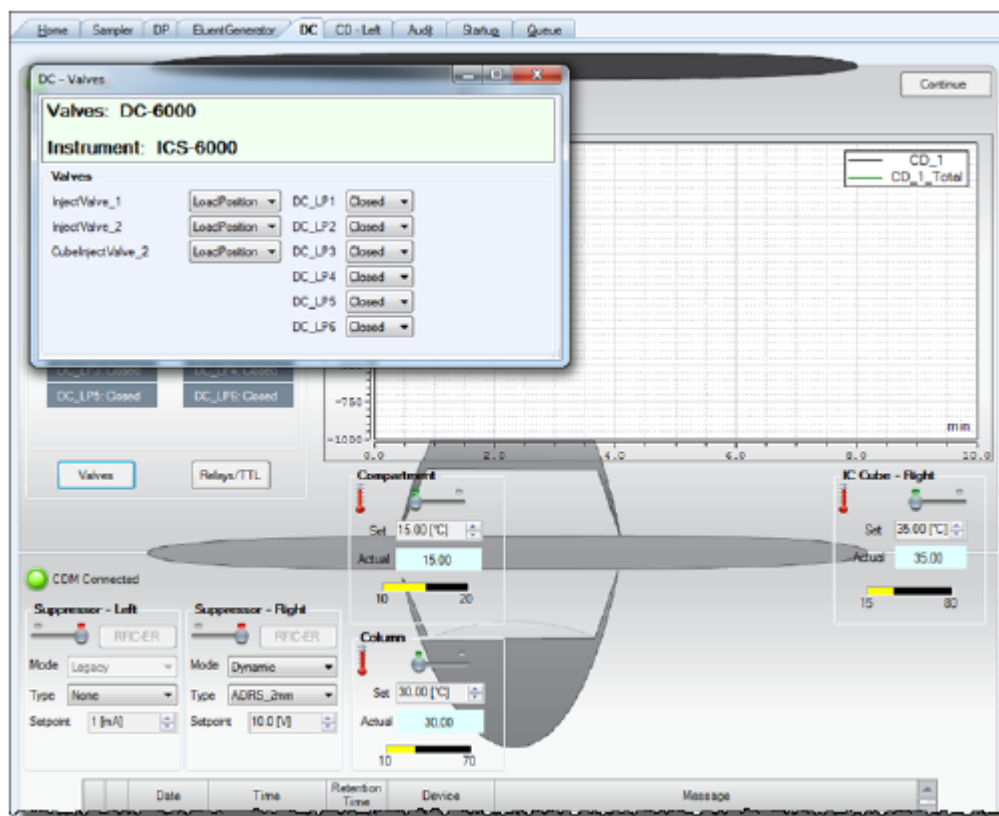 Home Sampler DP EluentGenerator DC CD - Left Audit Startup Queue
DC - Valves
Continue
Valves: DC-6000
Instrument: ICS-6000
CD_1
CD_1_Total
Valves
InjectValve_1 LoadPosition DC_LP1 Closed
InjectValve_2 LoadPosition DC_LP2 Closed
CubeInjectValve_2 LoadPosition DC_LP3 Closed
DC_LP4 Closed
DC_LP5 Closed
DC_LP6 Closed
DC_LP3: Closed DC_LP4: Closed
DC_LP5: Closed DC_LP6: Closed
-750
min
-1000
0.0 2.0 4.0 6.0 8.0 10.0
Valves Relays/TTL
Compartment IC Cube - Right
Set 15.00 [°C] Set 35.00 [°C]
Actual 15.00 Actual 35.00
10 20 15 80
CDM Connected
Suppressor - Left Suppressor - Right
RFIC-ER RFIC-ER
Column
Mode Legacy Mode Dynamic
Type None Type ADRS_2mm Set 30.00 [°C]
Setpoint 1 [mA] Setpoint 10.0 [V] Actual 30.00
10 70
Date Time Retention Time Device Message